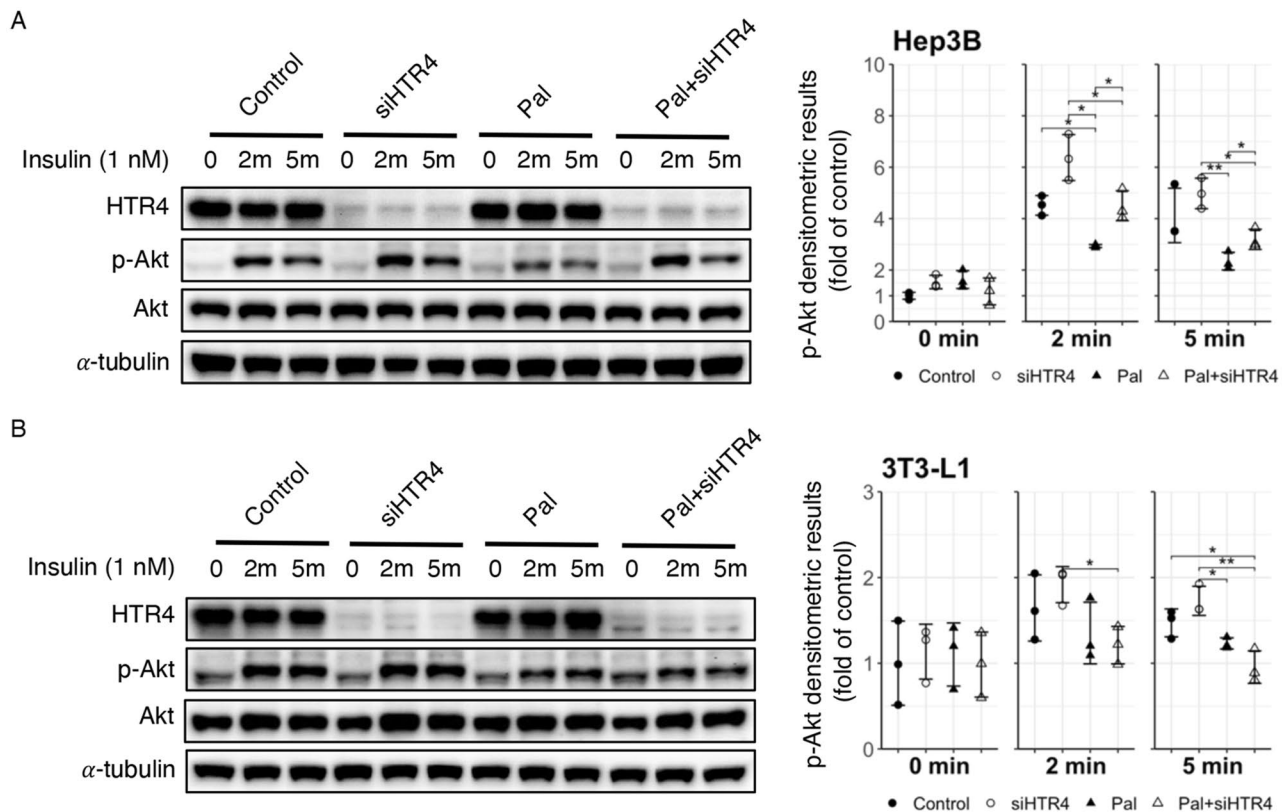 A
Control siHTR4 Pal Pal+siHTR4
Insulin (1 nM) 0 2m 5m 0 2m 5m 0 2m 5m 0 2m 5m
HTR4
p-Akt
Akt
α-tubulin
Hep3B
p-Akt densitometric results
(fold of control)
10
8
6
4
2
1
0
* * * *
* * **
0 min 2 min 5 min
● Control ○ siHTR4 ▲ Pal △ Pal+siHTR4
B
Control siHTR4 Pal Pal+siHTR4
Insulin (1 nM) 0 2m 5m 0 2m 5m 0 2m 5m 0 2m 5m
HTR4
p-Akt
Akt
α-tubulin
3T3-L1
p-Akt densitometric results
(fold of control)
3
2
1
0
*
* ** *
0 min 2 min 5 min
● Control ○ siHTR4 ▲ Pal △ Pal+siHTR4